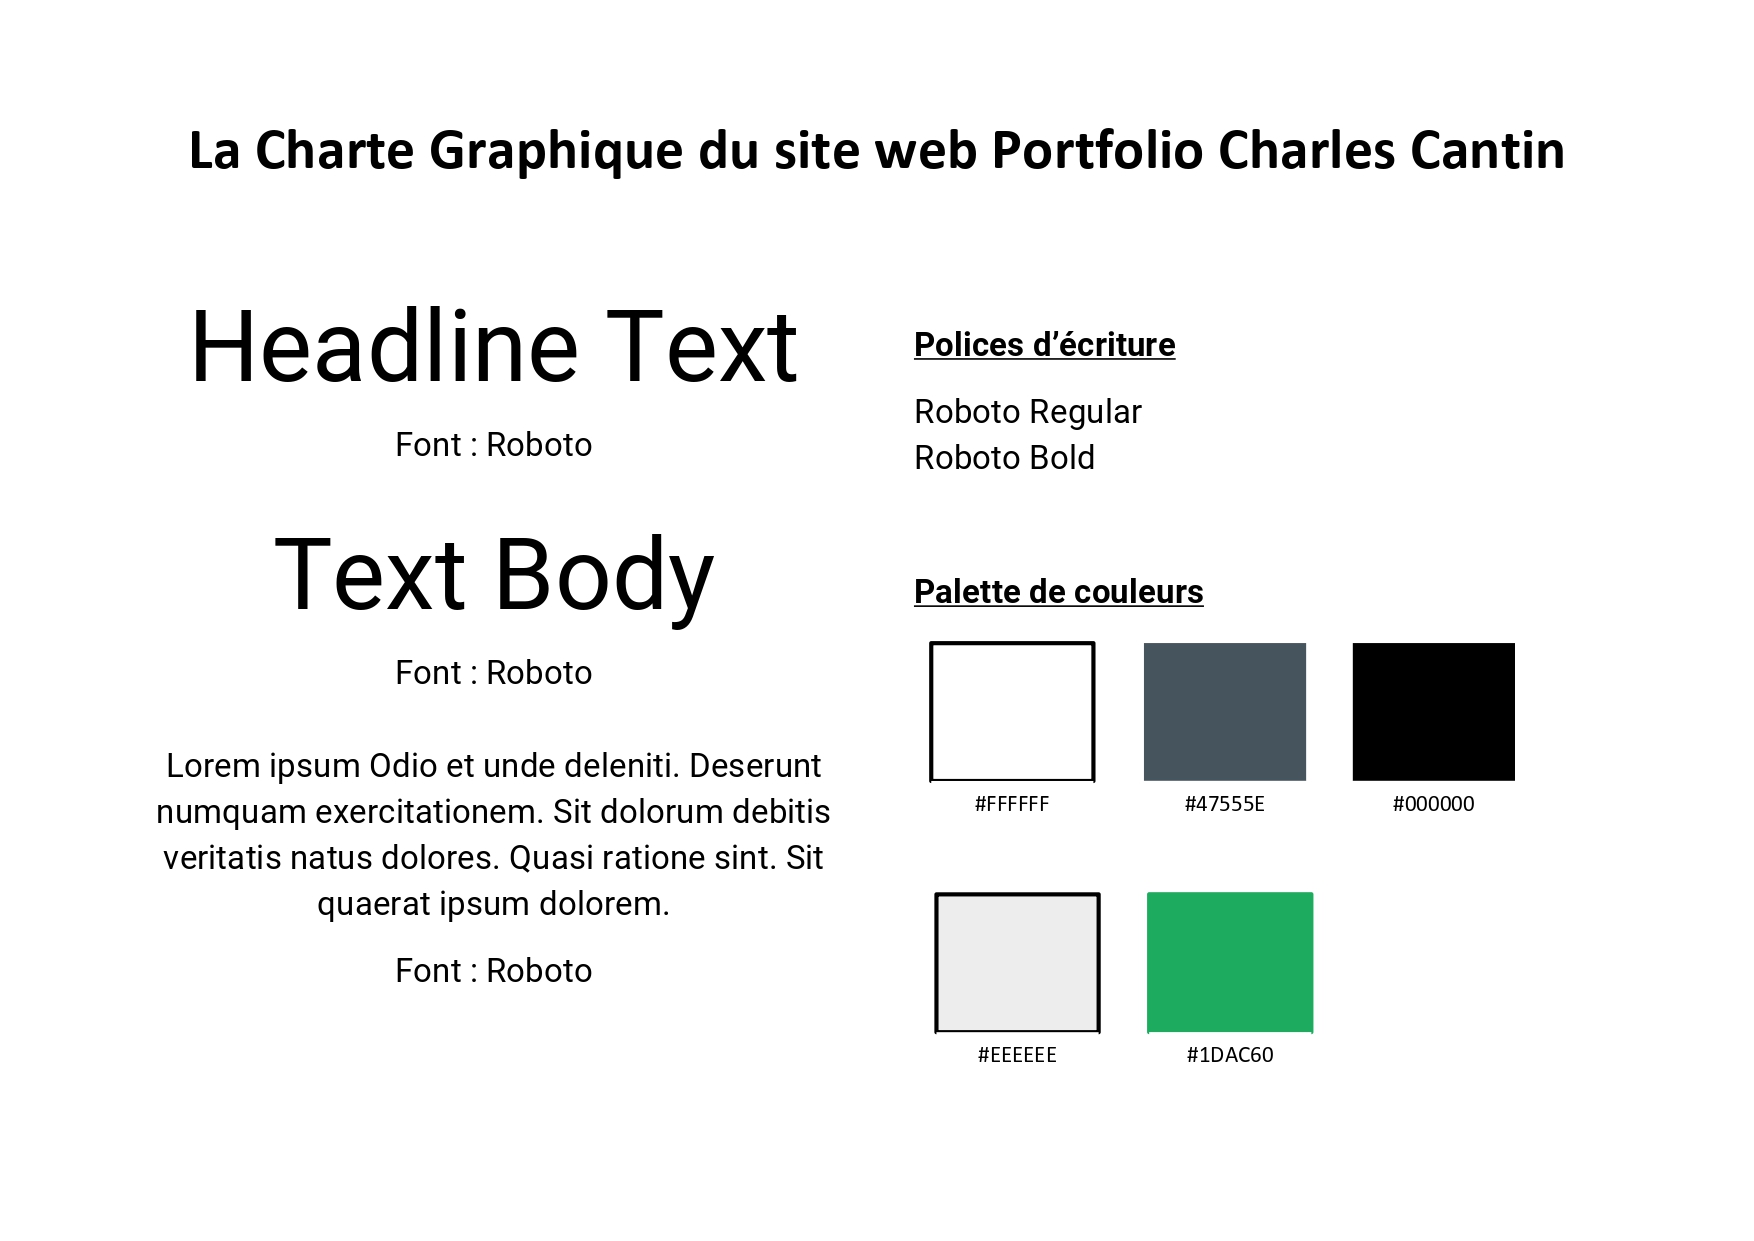 La Charte Graphique du site web Portfolio Charles Cantin
Headline Text
Font : Roboto
Text Body
Font : Roboto
Lorem ipsum Odio et unde deleniti. Deserunt
numquam exercitationem. Sit dolorum debitis
veritatis natus dolores. Quasi ratione sint. Sit
quaerat ipsum dolorem.
Font : Roboto
Polices d’écriture
Roboto Regular
Roboto Bold
Palette de couleurs
#FFFFFF
#47555E
#000000
#EEEEEE
#1DAC60